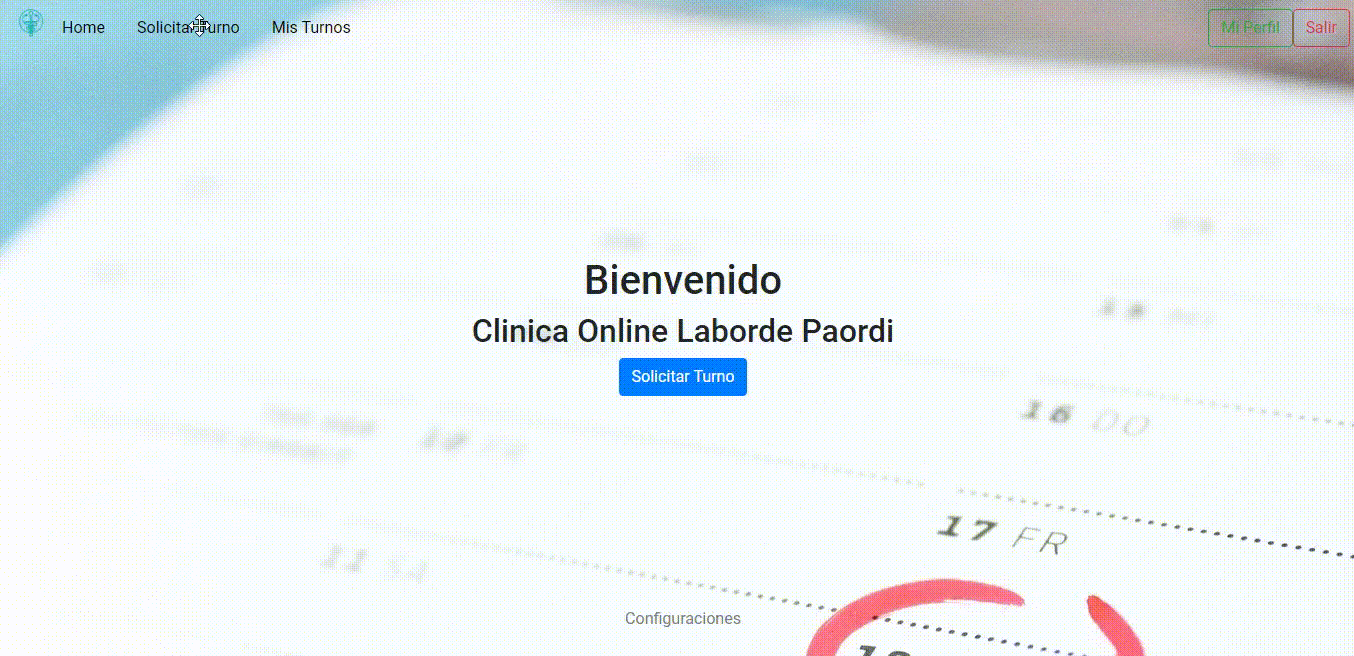 Home Solicitar Turno Mis Turnos Mi Perfil Salir
Bienvenido
Clinica Online Laborde Paordi
Solicitar Turno
16 DO
17 FR
11
Configuraciones